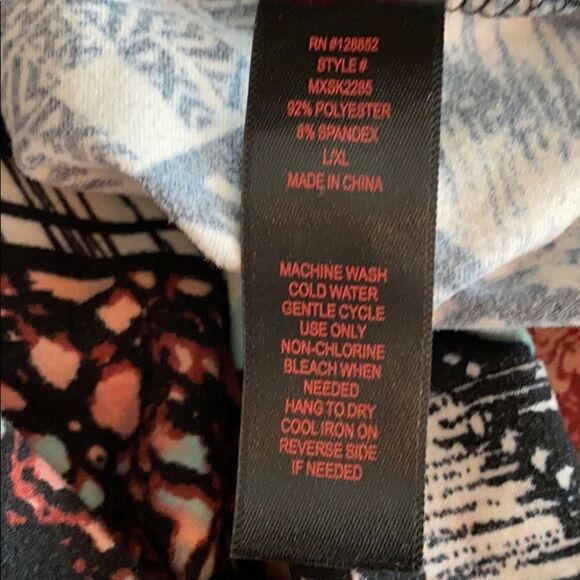 RN #128652
STYLE #
MXSK2285
92% POLYESTER
8% SPANDEX
L/XL
MADE IN CHINA
MACHINE WASH
COLD WATER
GENTLE CYCLE
USE ONLY
NON-CHLORINE
BLEACH WHEN
NEEDED
HANG TO DRY
COOL IRON ON
REVERSE SIDE
IF NEEDED